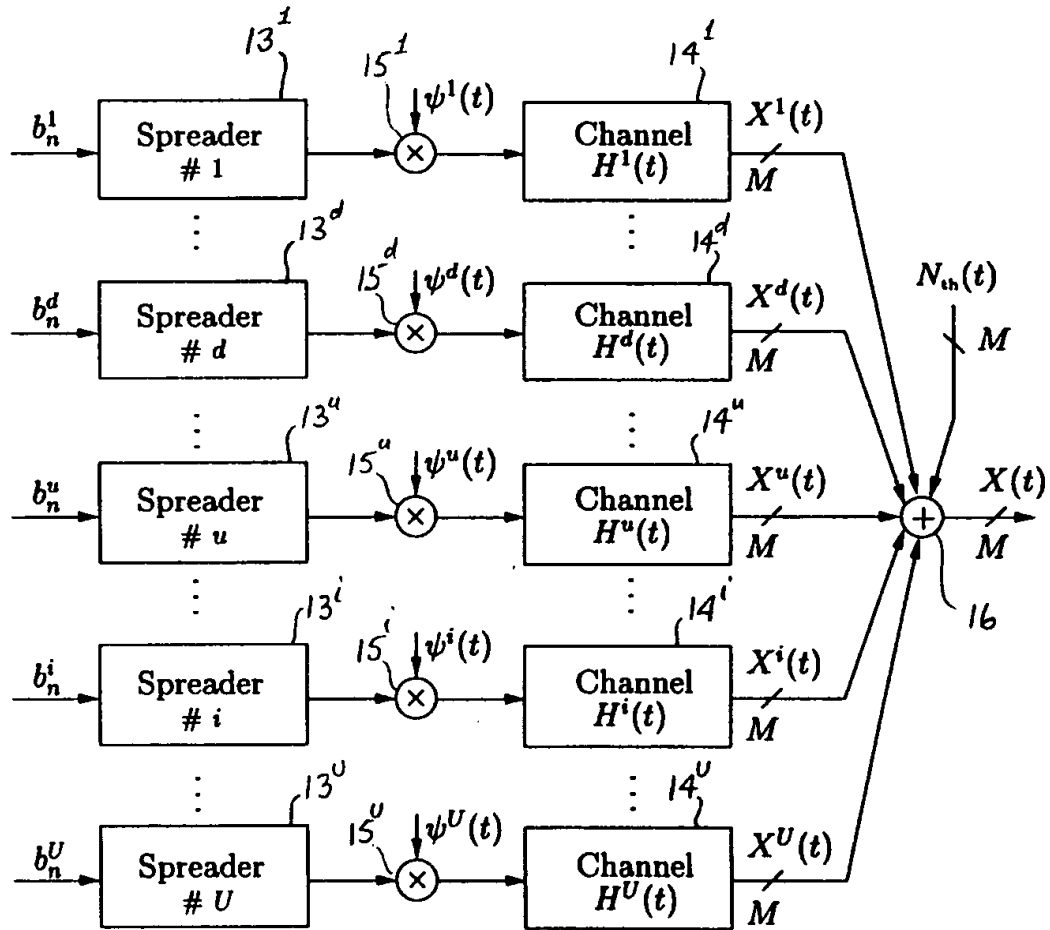 13^1
15^1
14^1
b_n^1
Spreader
# 1
ψ^1(t)
Channel
H^1(t)
X^1(t)
M
13^d
15^d
14^d
b_n^d
Spreader
# d
ψ^d(t)
Channel
H^d(t)
X^d(t)
M
N_th(t)
M
13^u
15^u
14^u
b_n^u
Spreader
# u
ψ^u(t)
Channel
H^u(t)
X^u(t)
M
X(t)
M
16
13^i
15^i
14^i
b_n^i
Spreader
# i
ψ^i(t)
Channel
H^i(t)
X^i(t)
M
13^U
15^U
14^U
b_n^U
Spreader
# U
ψ^U(t)
Channel
H^U(t)
X^U(t)
M